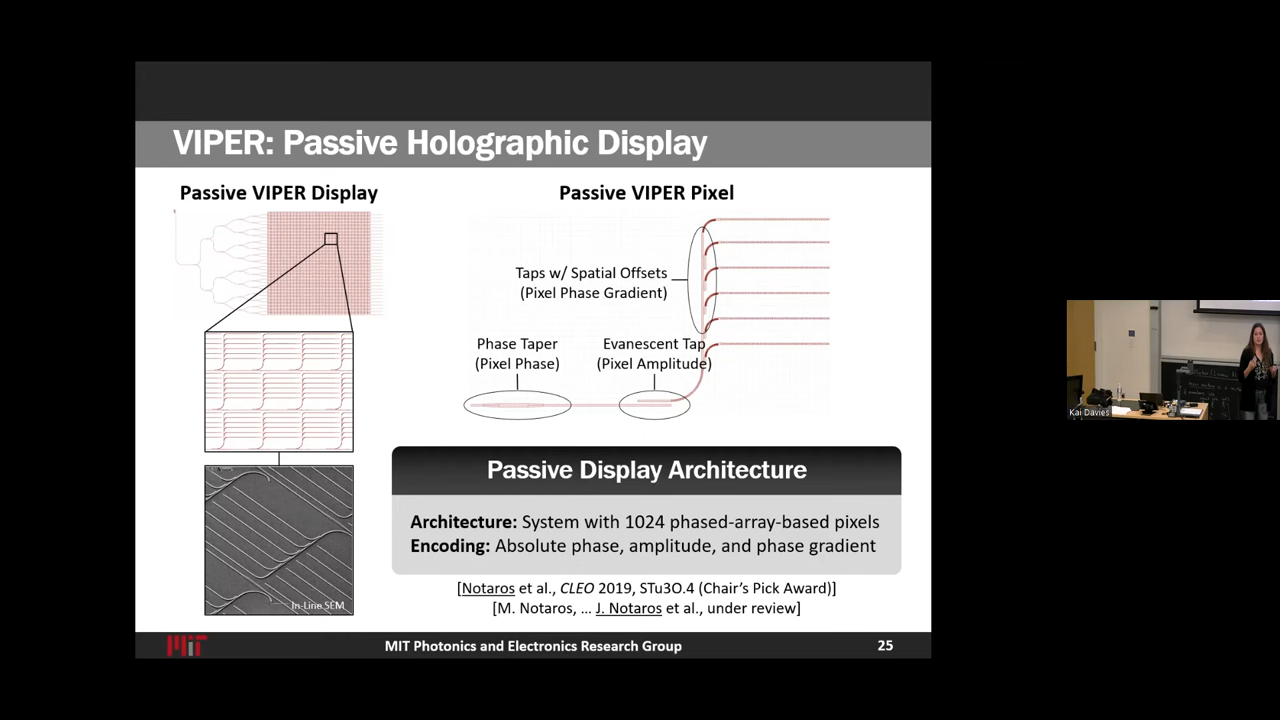 VIPER: Passive Holographic Display
Passive VIPER Display
Passive VIPER Pixel
Taps w/ Spatial Offsets
(Pixel Phase Gradient)
Phase Taper
(Pixel Phase)
Evanescent Tap
(Pixel Amplitude)
In-Line SEM
Passive Display Architecture
Architecture: System with 1024 phased-array-based pixels
Encoding: Absolute phase, amplitude, and phase gradient
[Notaros et al., CLEO 2019, STu3O.4 (Chair's Pick Award)]
[M. Notaros, … J. Notaros et al., under review]
MIT
MIT Photonics and Electronics Research Group
25
Kai Davies